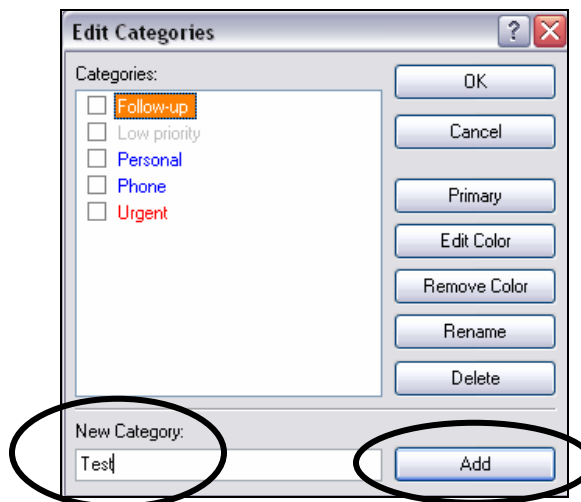 Edit Categories
?
Categories:
Follow-up
Low priority
Personal
Phone
Urgent
OK
Cancel
Primary
Edit Color
Remove Color
Rename
Delete
New Category:
Test
Add